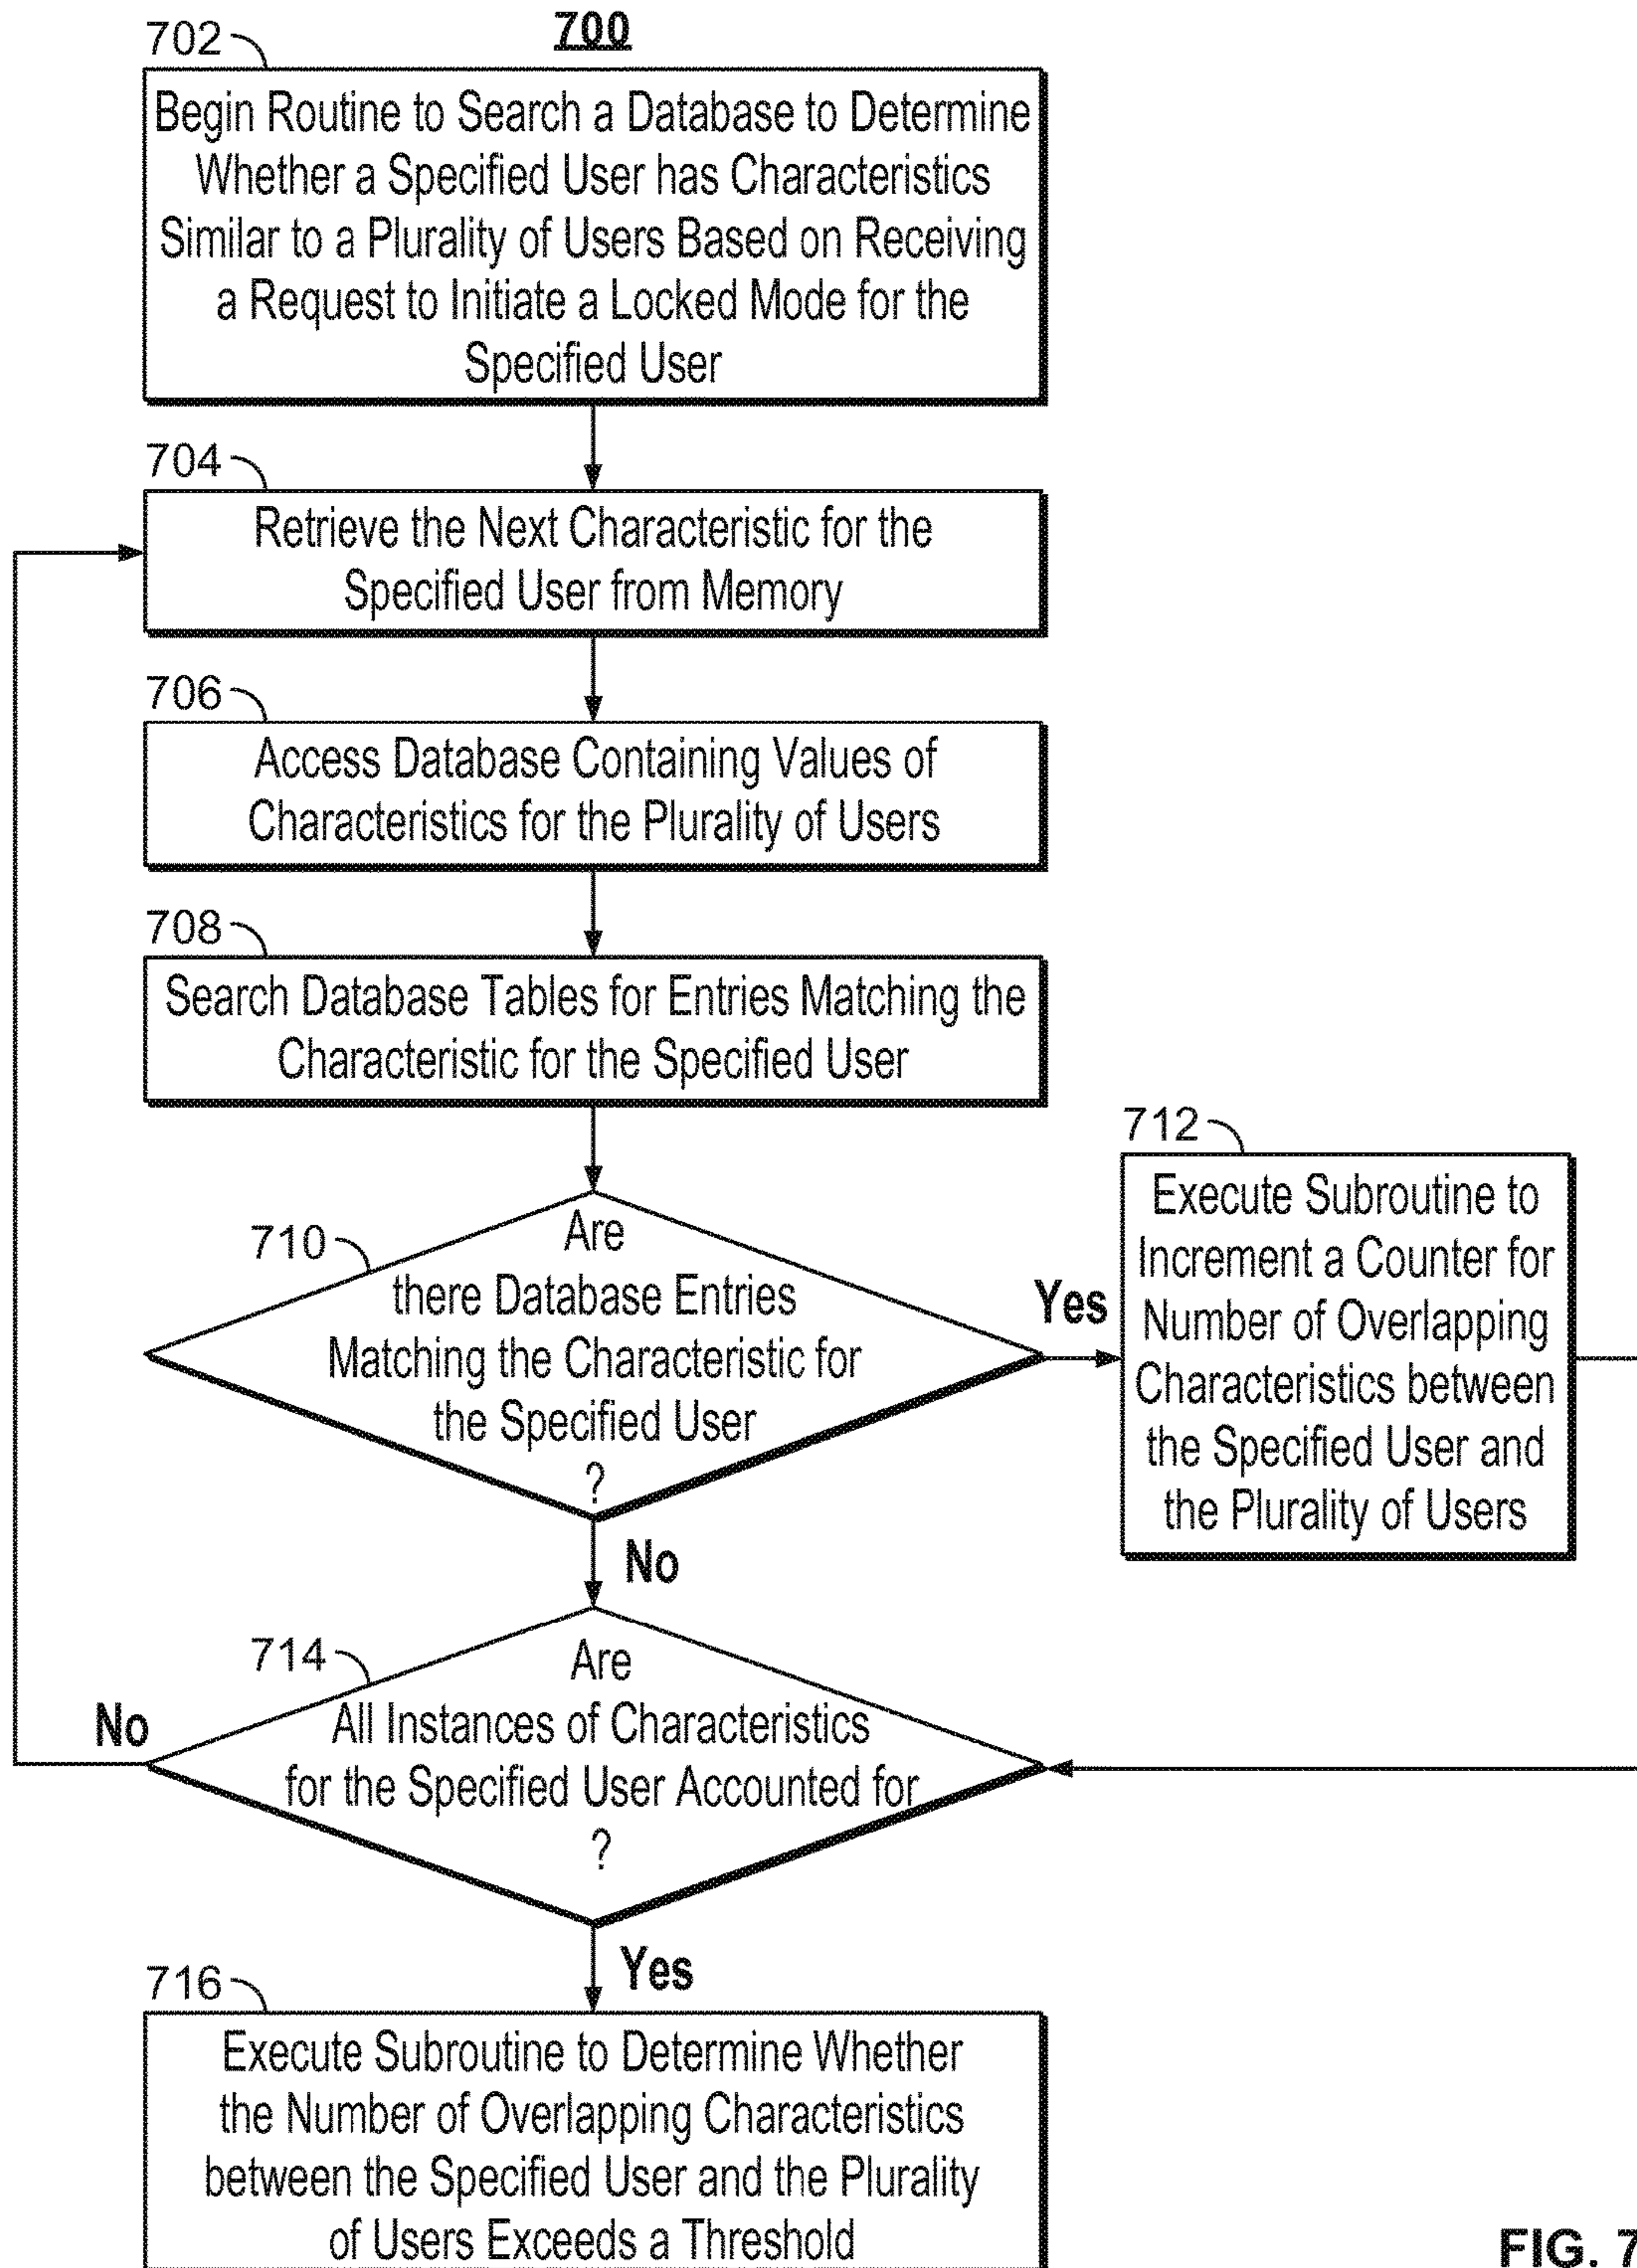 700
702
Begin Routine to Search a Database to Determine
Whether a Specified User has Characteristics
Similar to a Plurality of Users Based on Receiving
a Request to Initiate a Locked Mode for the
Specified User
704
Retrieve the Next Characteristic for the
Specified User from Memory
706
Access Database Containing Values of
Characteristics for the Plurality of Users
708
Search Database Tables for Entries Matching the
Characteristic for the Specified User
710
Are
there Database Entries
Matching the Characteristic for
the Specified User
?
Yes
712
Execute Subroutine to
Increment a Counter for
Number of Overlapping
Characteristics between
the Specified User and
the Plurality of Users
No
714
Are
All Instances of Characteristics
for the Specified User Accounted for
?
No
Yes
716
Execute Subroutine to Determine Whether
the Number of Overlapping Characteristics
between the Specified User and the Plurality
of Users Exceeds a Threshold
FIG. 7